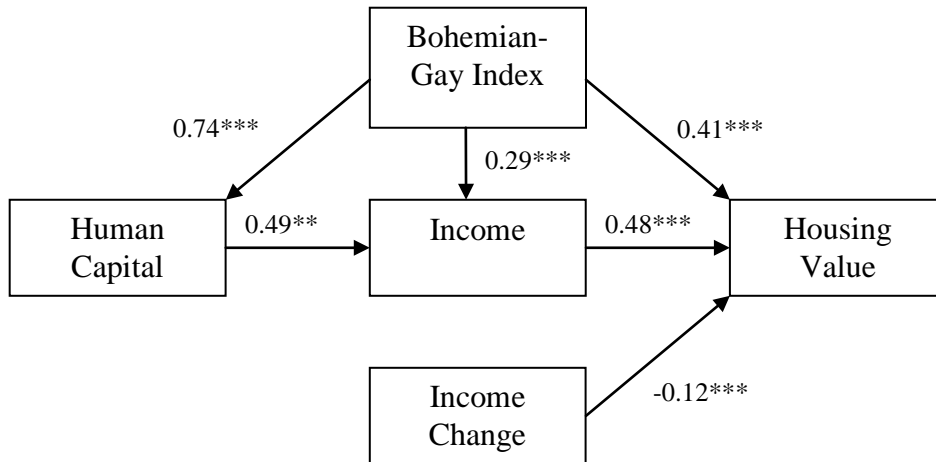 Bohemian-
Gay Index
0.74***
0.41***
0.29***
Human
Capital
0.49**
Income
0.48***
Housing
Value
Income
Change
-0.12***